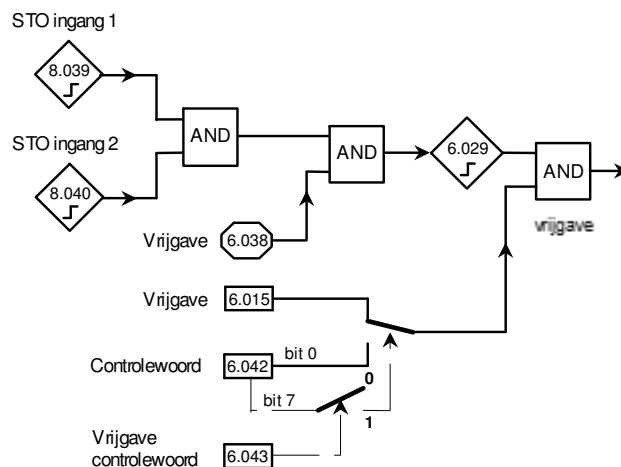 STO ingang 1
8.039
STO ingang 2
8.040
AND
AND
6.029
AND
vrijgave
Vrijgave 6.038
Vrijgave 6.015
Controlewoord 6.042 bit 0
bit 7
0
1
Vrijgave
controlewoord 6.043